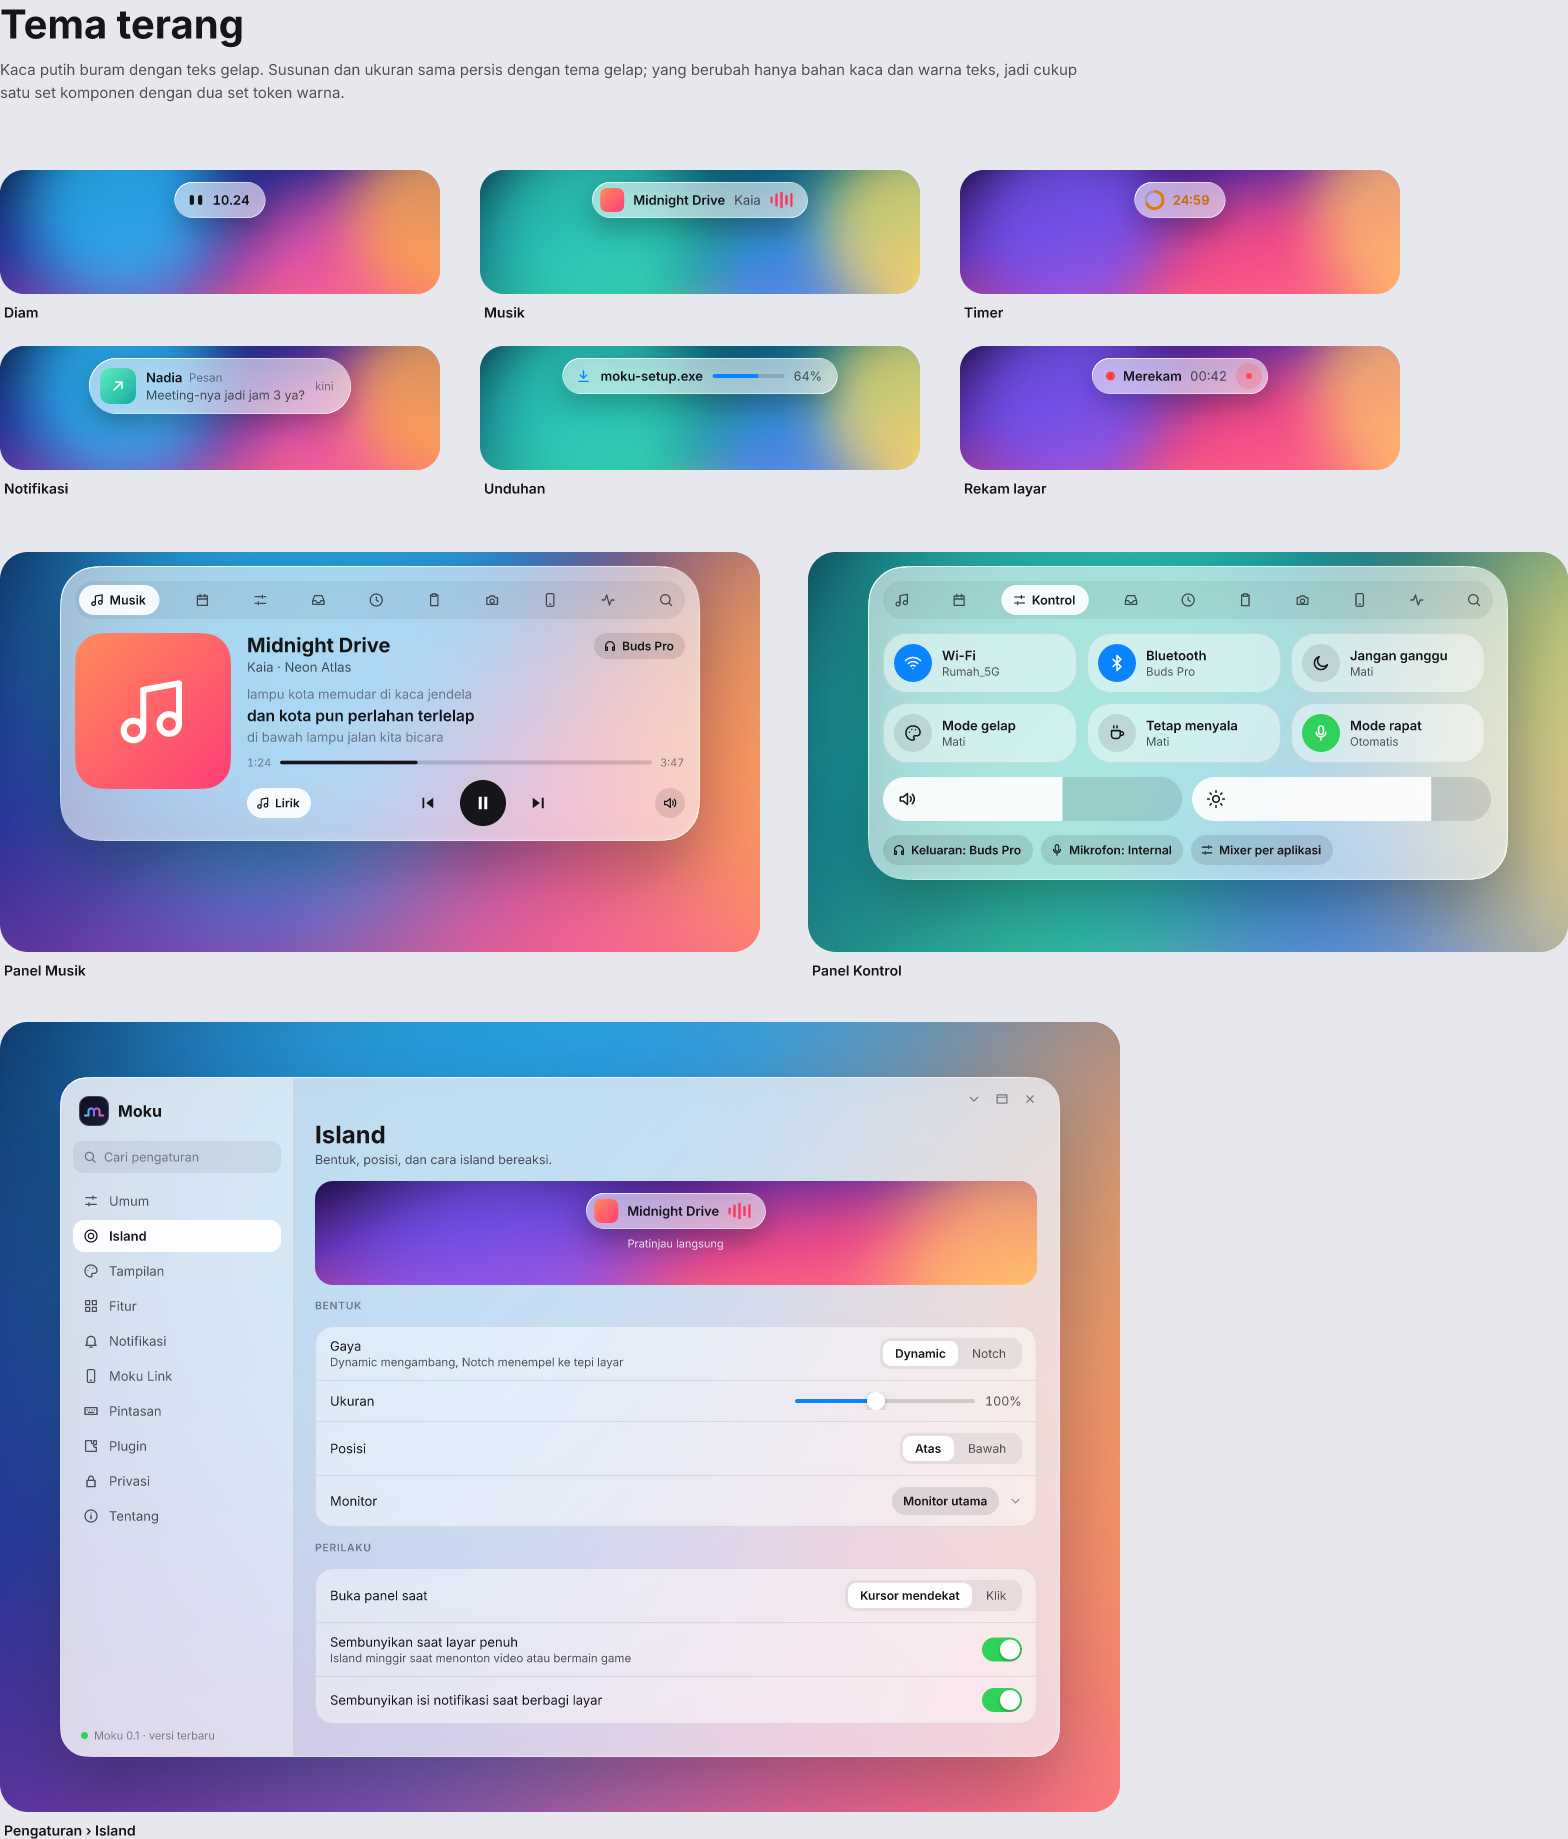 Tema terang
Kaca putih buram dengan teks gelap. Susunan dan ukuran sama persis dengan tema gelap; yang berubah hanya bahan kaca dan warna teks, jadi cukup
satu set komponen dengan dua set token warna.
10.24
Diam
Midnight Drive Kaia
Musik
24:59
Timer
Nadia Pesan
Meeting-nya jadi jam 3 ya?
kini
Notifikasi
moku-setup.exe 64%
Unduhan
Merekam 00:42
Rekam layar
Musik
Midnight Drive
Buds Pro
Kaia · Neon Atlas
lampu kota memudar di kaca jendela
dan kota pun perlahan terlelap
di bawah lampu jalan kita bicara
1:24 3:47
Lirik
Panel Musik
Kontrol
Wi-Fi
Rumah_5G
Bluetooth
Buds Pro
Jangan ganggu
Mati
Mode gelap
Mati
Tetap menyala
Mati
Mode rapat
Otomatis
Keluaran: Buds Pro
Mikrofon: Internal
Mixer per aplikasi
Panel Kontrol
Moku
Cari pengaturan
Umum
Island
Tampilan
Fitur
Notifikasi
Moku Link
Pintasan
Plugin
Privasi
Tentang
Moku 0.1 · versi terbaru
Island
Bentuk, posisi, dan cara island bereaksi.
Midnight Drive
Pratinjau langsung
BENTUK
Gaya
Dynamic mengambang, Notch menempel ke tepi layar
Dynamic Notch
Ukuran 100%
Posisi Atas Bawah
Monitor Monitor utama
PERILAKU
Buka panel saat Kursor mendekat Klik
Sembunyikan saat layar penuh
Island minggir saat menonton video atau bermain game
Sembunyikan isi notifikasi saat berbagi layar
Pengaturan › Island